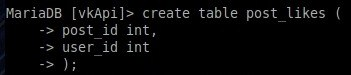 MariaDB [vkApi]> create table post_likes (
    -> post_id int,
    -> user_id int
    -> );